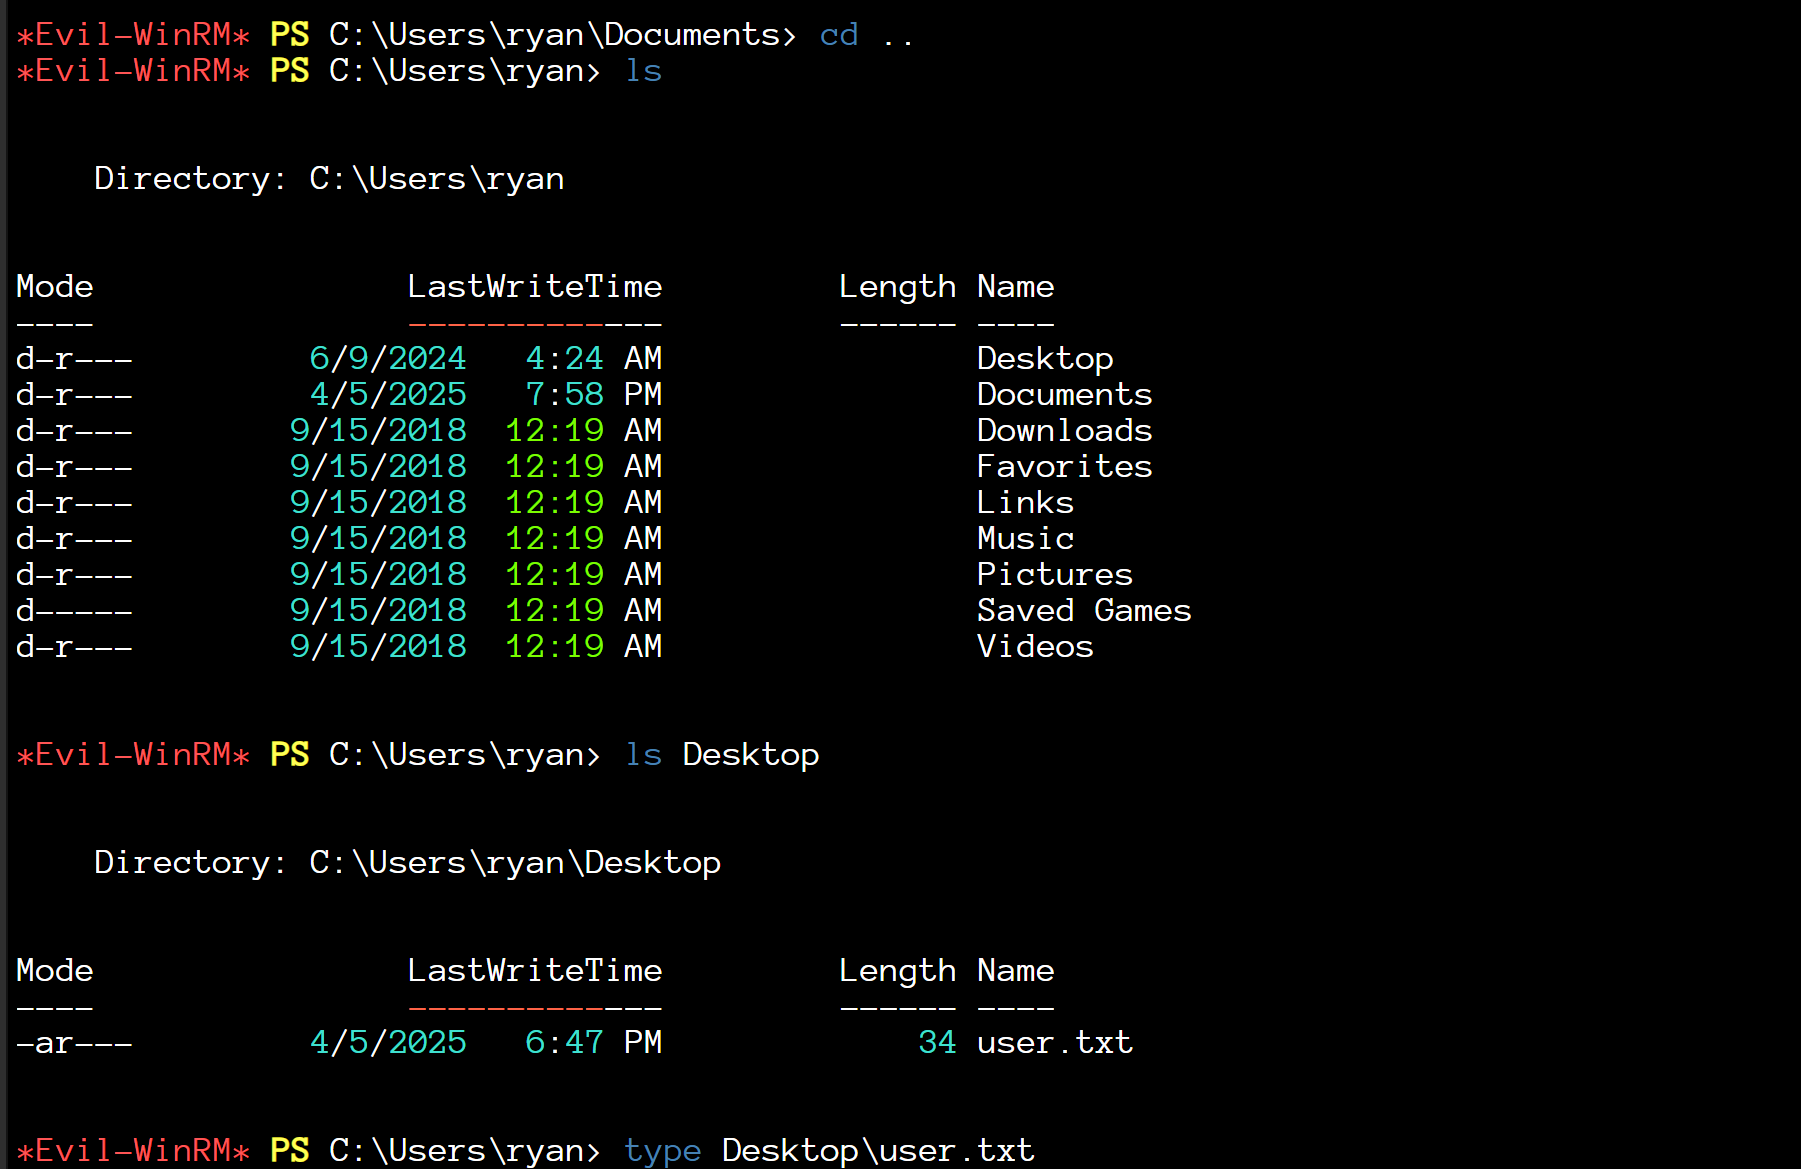 *Evil-WinRM* PS C:\Users\ryan\Documents> cd ..
*Evil-WinRM* PS C:\Users\ryan> ls
Directory: C:\Users\ryan
Mode                LastWriteTime         Length Name
----                -------------         ------ ----
d-r---         6/9/2024   4:24 AM                Desktop
d-r---         4/5/2025   7:58 PM                Documents
d-r---        9/15/2018  12:19 AM                Downloads
d-r---        9/15/2018  12:19 AM                Favorites
d-r---        9/15/2018  12:19 AM                Links
d-r---        9/15/2018  12:19 AM                Music
d-r---        9/15/2018  12:19 AM                Pictures
d-----        9/15/2018  12:19 AM                Saved Games
d-r---        9/15/2018  12:19 AM                Videos
*Evil-WinRM* PS C:\Users\ryan> ls Desktop
Directory: C:\Users\ryan\Desktop
Mode                LastWriteTime         Length Name
----                -------------         ------ ----
-ar---         4/5/2025   6:47 PM             34 user.txt
*Evil-WinRM* PS C:\Users\ryan> type Desktop\user.txt